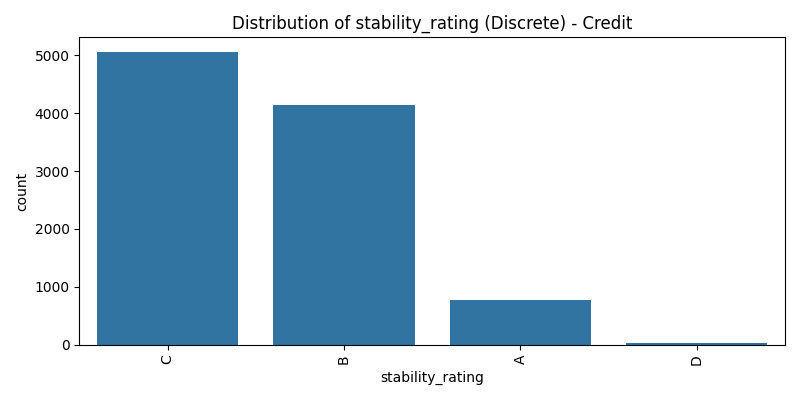 Distribution of stability_rating (Discrete) - Credit
count
5000
4000
3000
2000
1000
0
C
B
A
D
stability_rating